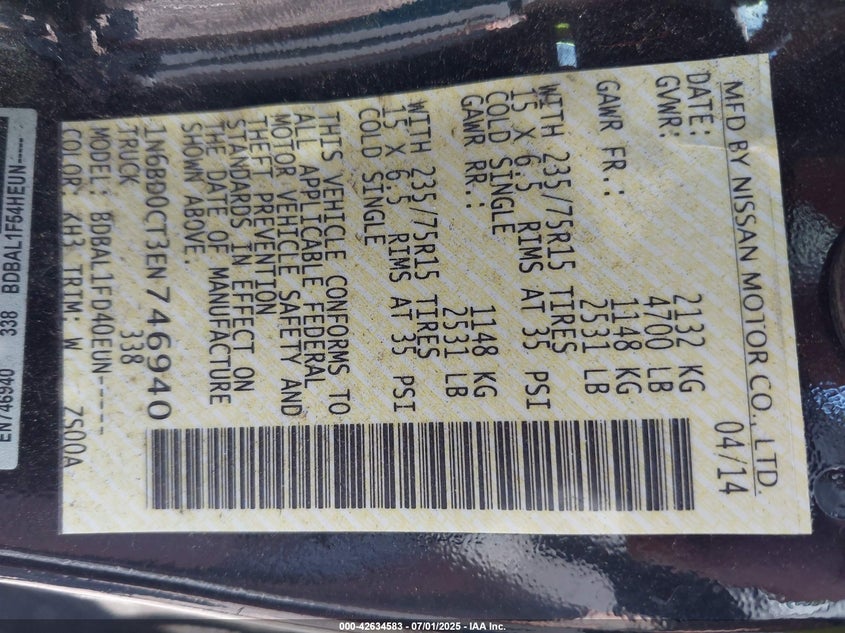 MFD BY NISSAN MOTOR CO., LTD.
DATE: 04/14
GVWR: 2132 KG
4700 LB
GAWR FR.: 1148 KG
2531 LB
WITH 235/75R15 TIRES
15 X 6.5 RIMS AT 35 PSI
COLD SINGLE
GAWR RR.: 1148 KG
2531 LB
WITH 235/75R15 TIRES
15 X 6.5 RIMS AT 35 PSI
COLD SINGLE
THIS VEHICLE CONFORMS TO
ALL APPLICABLE FEDERAL
MOTOR VEHICLE SAFETY AND
THEFT PREVENTION
STANDARDS IN EFFECT ON
THE DATE OF MANUFACTURE
SHOWN ABOVE.
1N6BD0CT3EN746940
TRUCK 338
MODEL: BDBAL1FD40EUN-----
COLOR: KH3 TRIM: W ZS00A
EN746940 338 BDBAL1F54HEUN-----
000-42634583 / 07/01/2025 - IAA Inc.